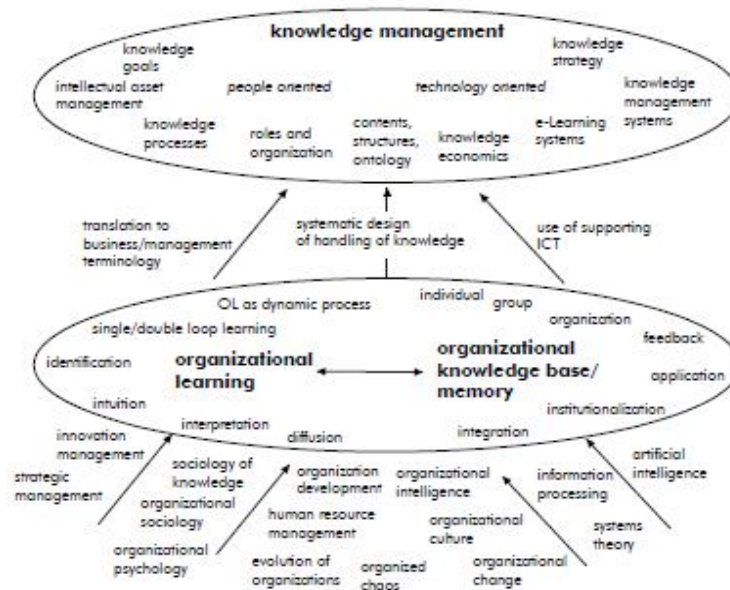 knowledge management
knowledge
goals
knowledge
strategy
intellectual asset
management
people oriented
technology oriented
knowledge
management
systems
knowledge
processes
roles and
organization
contents,
structures,
ontology
knowledge
economics
e-Learning
systems
translation to
business/management
terminology
systematic design
of handling of knowledge
use of supporting
ICT
OL as dynamic process
individual
group
organization
single/double loop learning
feedback
identification
organizational
learning
organizational
knowledge base/
memory
application
intuition
interpretation
diffusion
integration
institutionalization
innovation
management
strategic
management
sociology of
knowledge
organizational
sociology
organizational
psychology
organization
development
human resource
management
evolution of
organizations
organizational
intelligence
organizational
culture
organized
chaos
organizational
change
information
processing
artificial
intelligence
systems
theory